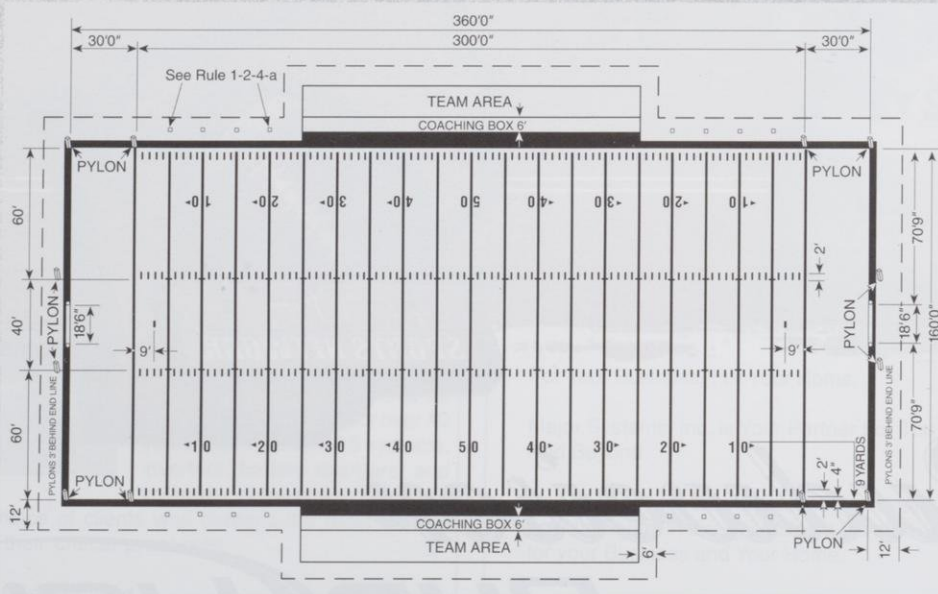 360'0"
30'0" 300'0" 30'0"
See Rule 1-2-4-a
TEAM AREA
COACHING BOX 6'
PYLON PYLON
60' 40' 60' 12'
◂10 ◂20 ◂30 ◂40 50 40▸ 30▸ 20▸ 10▸
2'
70'9"
18'6"
160'0"
70'9"
PYLON
18'6"
9' 9'
PYLON
PYLONS 3' BEHIND END LINE
PYLONS 3' BEHIND END LINE
◂10 ◂20 ◂30 ◂40 50 40▸ 30▸ 20▸ 10▸
9 YARDS
2' 4"
PYLON
COACHING BOX 6'
TEAM AREA
6'
PYLON
12'